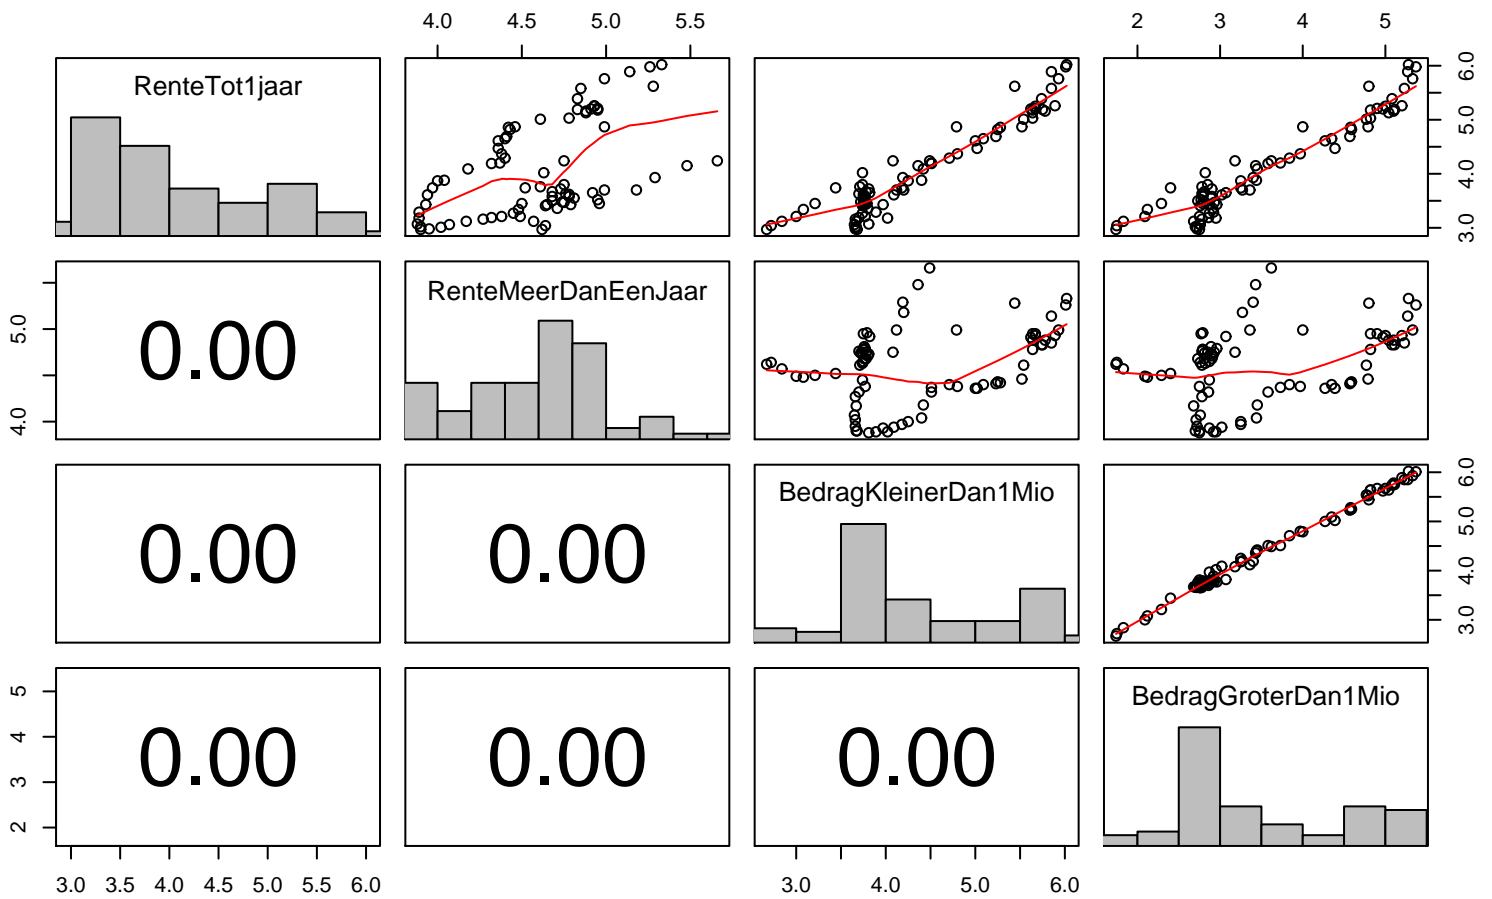 4.0 4.5 5.0 5.5 2 3 4 5
RenteTot1jaar
3.0 4.0 5.0 6.0
4.0 5.0
0.00
RenteMeerDanEenJaar
0.00 0.00
BedragKleinerDan1Mio
3.0 4.0 5.0 6.0
2 3 4 5
0.00 0.00 0.00
BedragGroterDan1Mio
3.0 3.5 4.0 4.5 5.0 5.5 6.0 3.0 4.0 5.0 6.0